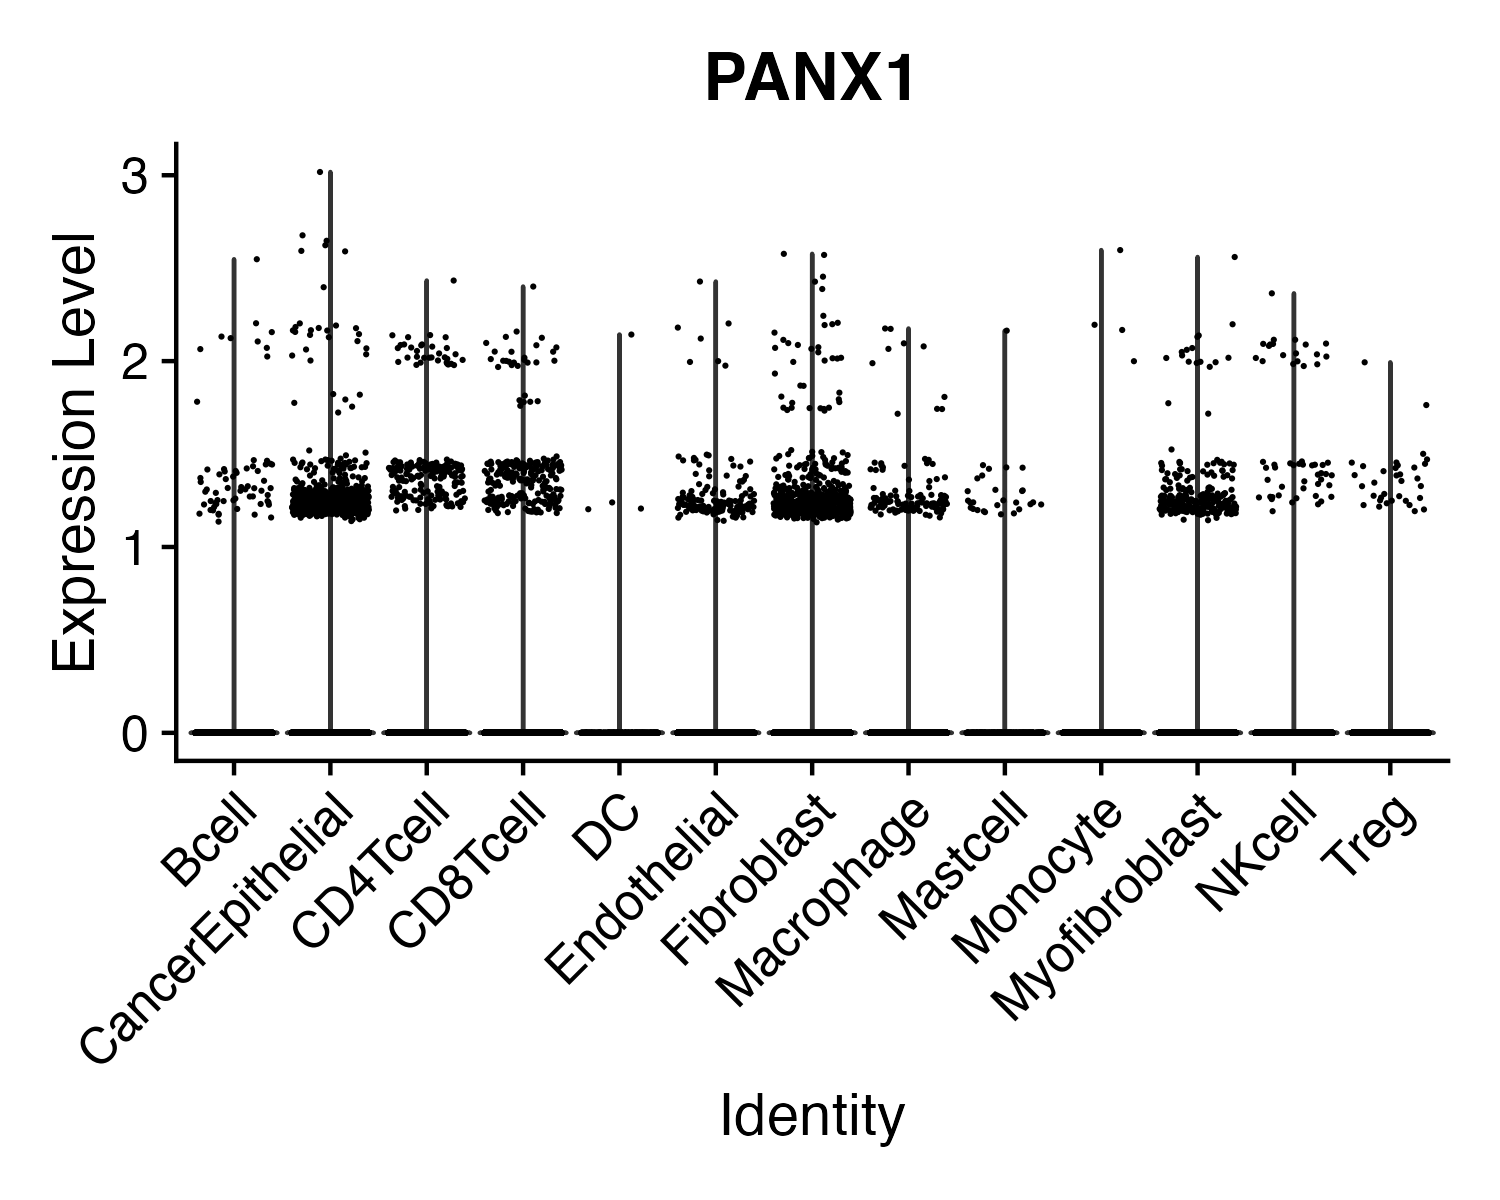 PANX1
Expression Level
3
2
1
0
Bcell
CancerEpithelial
CD4Tcell
CD8Tcell
DC
Endothelial
Fibroblast
Macrophage
Mastcell
Monocyte
Myofibroblast
NKcell
Treg
Identity